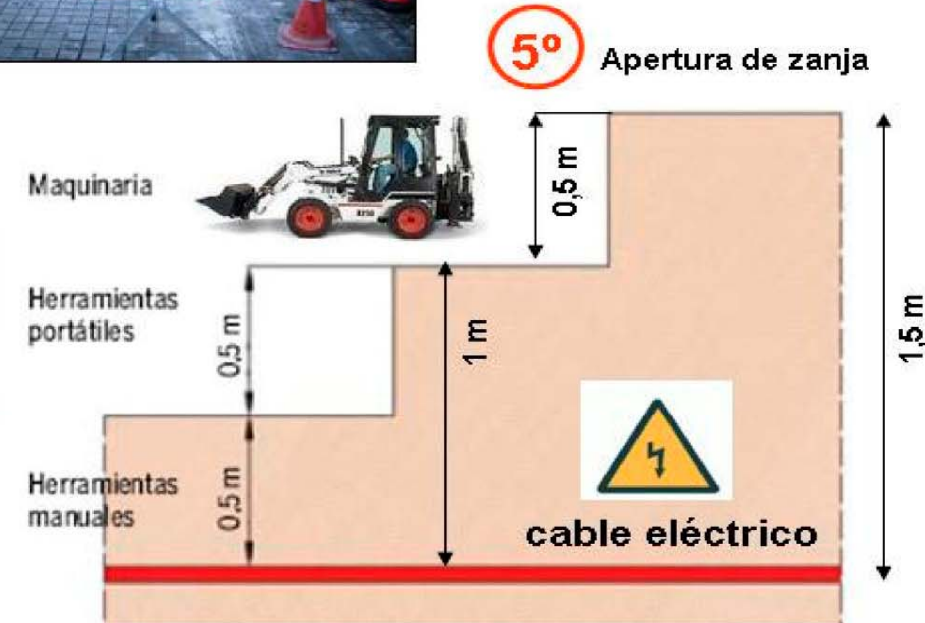 5º Apertura de zanja
Maquinaria
0,5 m
Herramientas
portátiles
0,5 m
1 m
1,5 m
Herramientas
manuales
0,5 m
cable eléctrico